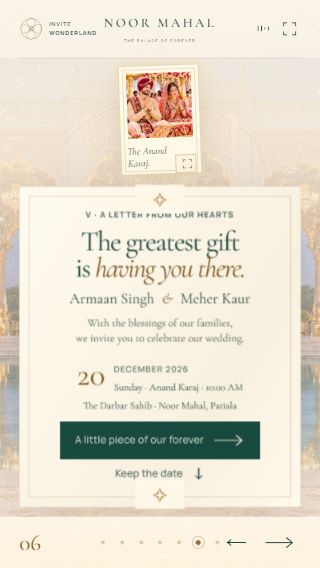 INVITE
WONDERLAND
NOOR MAHAL
THE PALACE OF FOREVER
The Anand
Karaj.
V · A LETTER FROM OUR HEARTS
The greatest gift
is having you there.
Armaan Singh & Meher Kaur
With the blessings of our families,
we invite you to celebrate our wedding.
20
DECEMBER 2026
Sunday · Anand Karaj · 11:00 AM
The Darbar Sahib · Noor Mahal, Patiala
A little piece of our forever
Keep the date
06